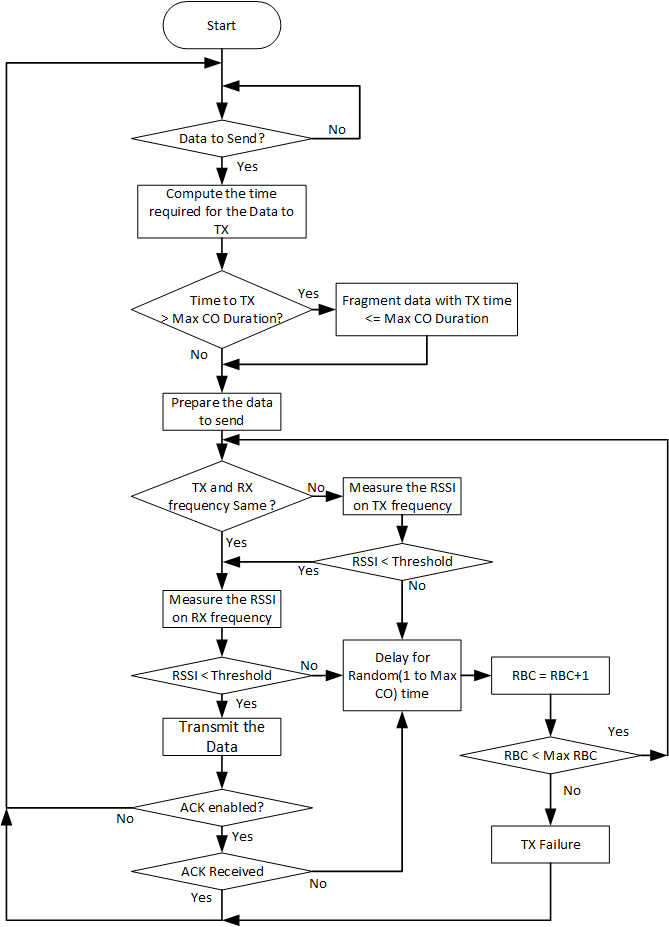 Start
Data to Send?
No
Yes
Compute the time
required for the Data to
TX
Time to TX
> Max CO Duration?
Yes
Fragment data with TX time
<= Max CO Duration
No
Prepare the data
to send
TX and RX
frequency Same ?
No
Measure the RSSI
on TX frequency
Yes
RSSI < Threshold
Yes
No
Measure the RSSI
on RX frequency
RSSI < Threshold
No
Delay for
Random(1 to Max
CO) time
RBC = RBC+1
Yes
Transmit the
Data
RBC < Max RBC
Yes
No
ACK enabled?
No
Yes
TX Failure
ACK Received
No
Yes